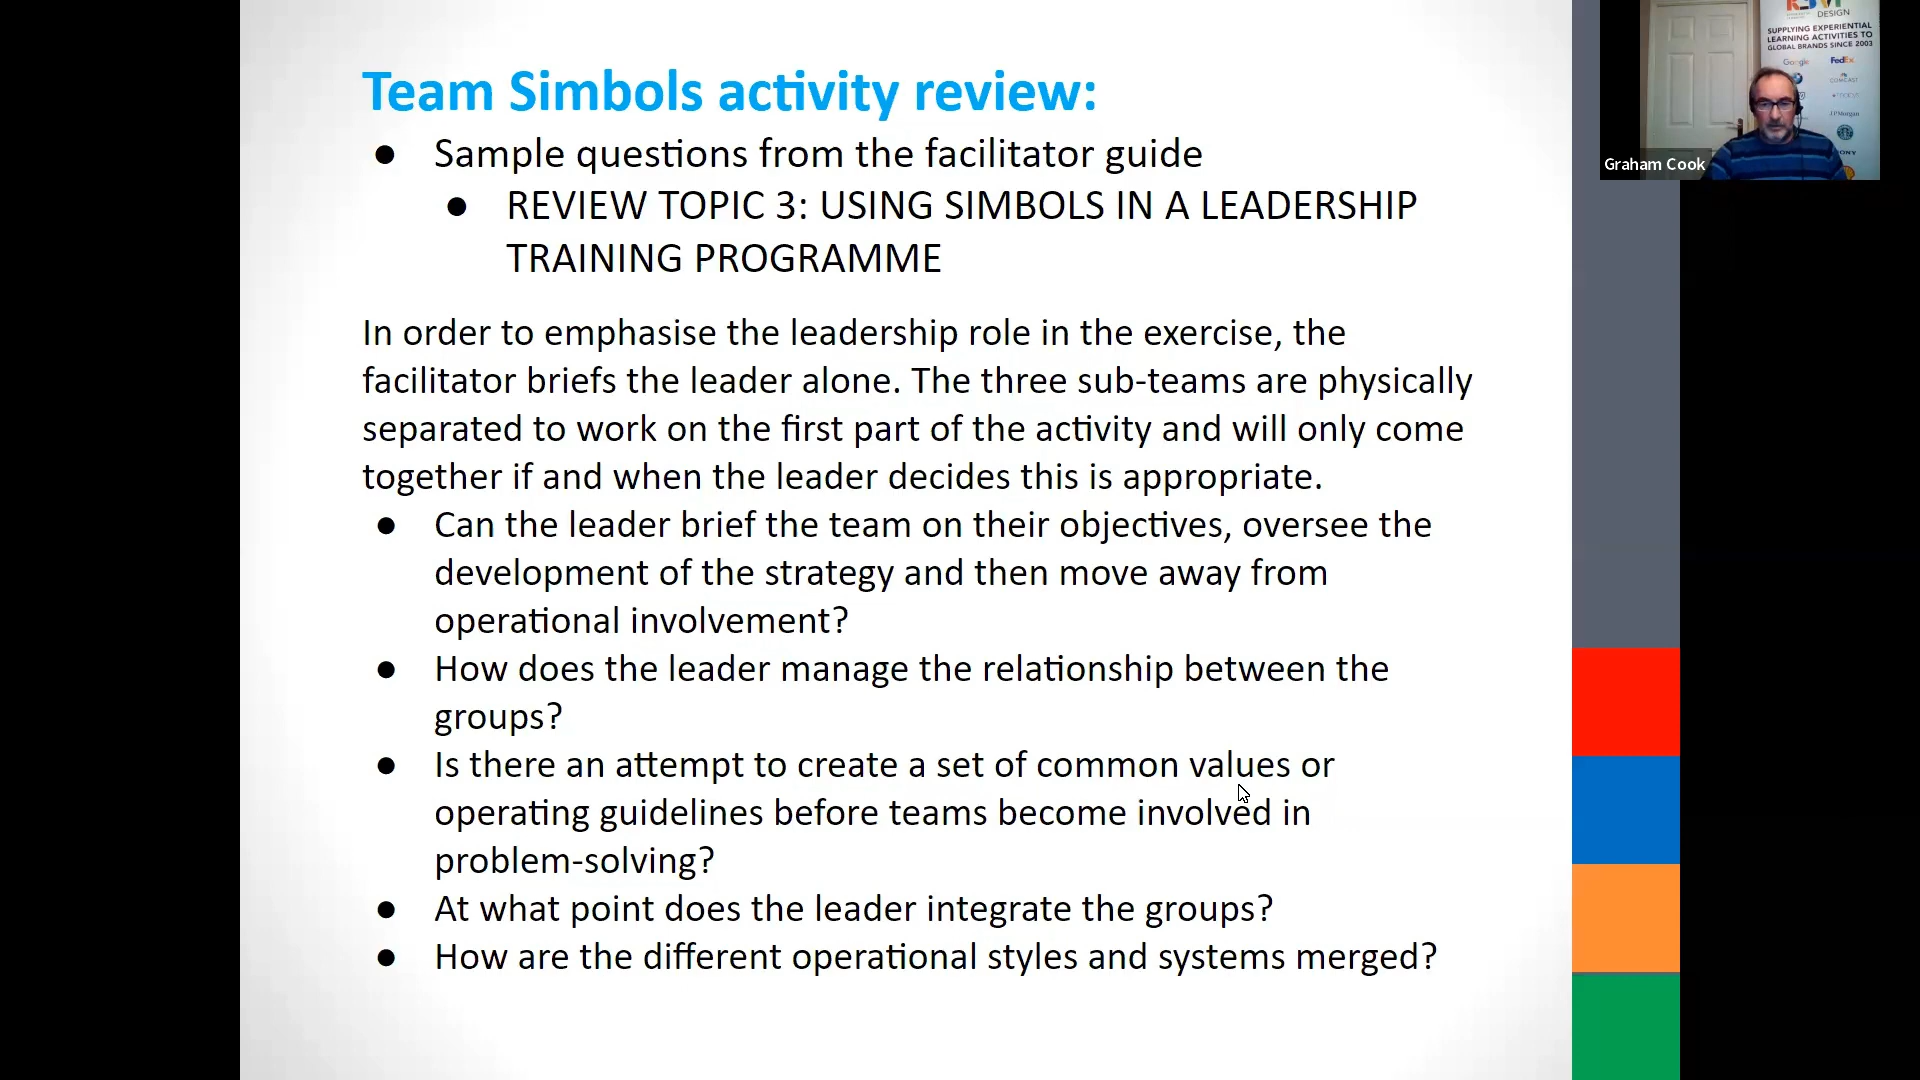 Team Simbols activity review:
● Sample questions from the facilitator guide
● REVIEW TOPIC 3: USING SIMBOLS IN A LEADERSHIP
TRAINING PROGRAMME
In order to emphasise the leadership role in the exercise, the
facilitator briefs the leader alone. The three sub-teams are physically
separated to work on the first part of the activity and will only come
together if and when the leader decides this is appropriate.
● Can the leader brief the team on their objectives, oversee the
development of the strategy and then move away from
operational involvement?
● How does the leader manage the relationship between the
groups?
● Is there an attempt to create a set of common values or
operating guidelines before teams become involved in
problem-solving?
● At what point does the leader integrate the groups?
● How are the different operational styles and systems merged?
DESIGN
SUPPLYING EXPERIENTIAL
LEARNING ACTIVITIES TO
GLOBAL BRANDS SINCE 2003
Google FedEx
COMCAST
J.P.Morgan
Graham Cook